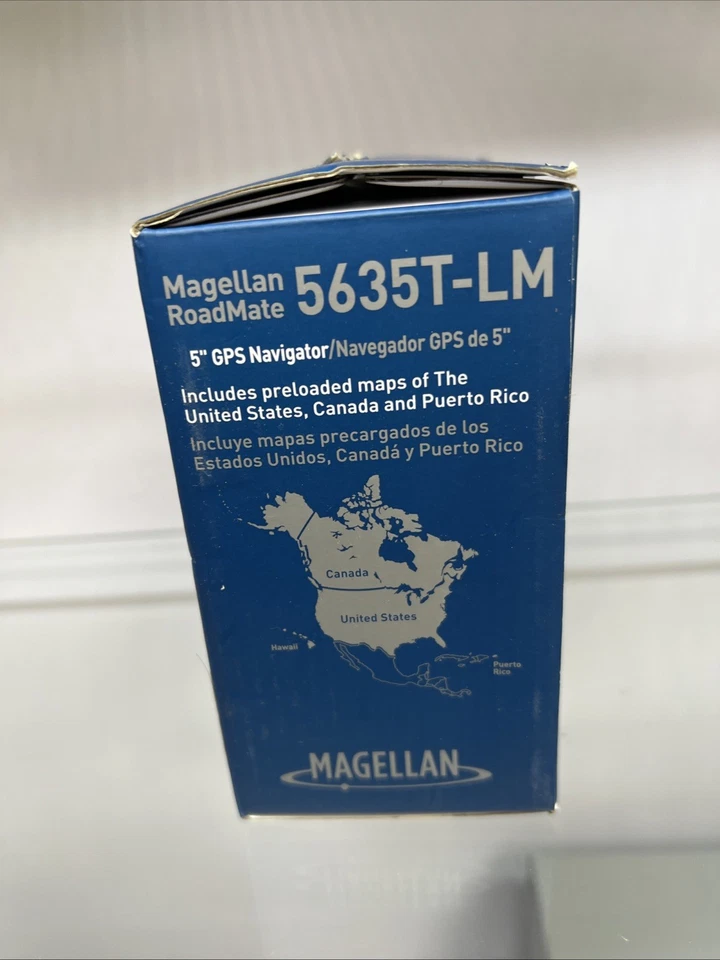 Magellan
RoadMate
5635T-LM
5" GPS Navigator/Navegador GPS de 5"
Includes preloaded maps of The
United States, Canada and Puerto Rico
Incluye mapas precargados de los
Estados Unidos, Canadá y Puerto Rico
Canada
United States
Hawaii
Puerto
Rico
MAGELLAN